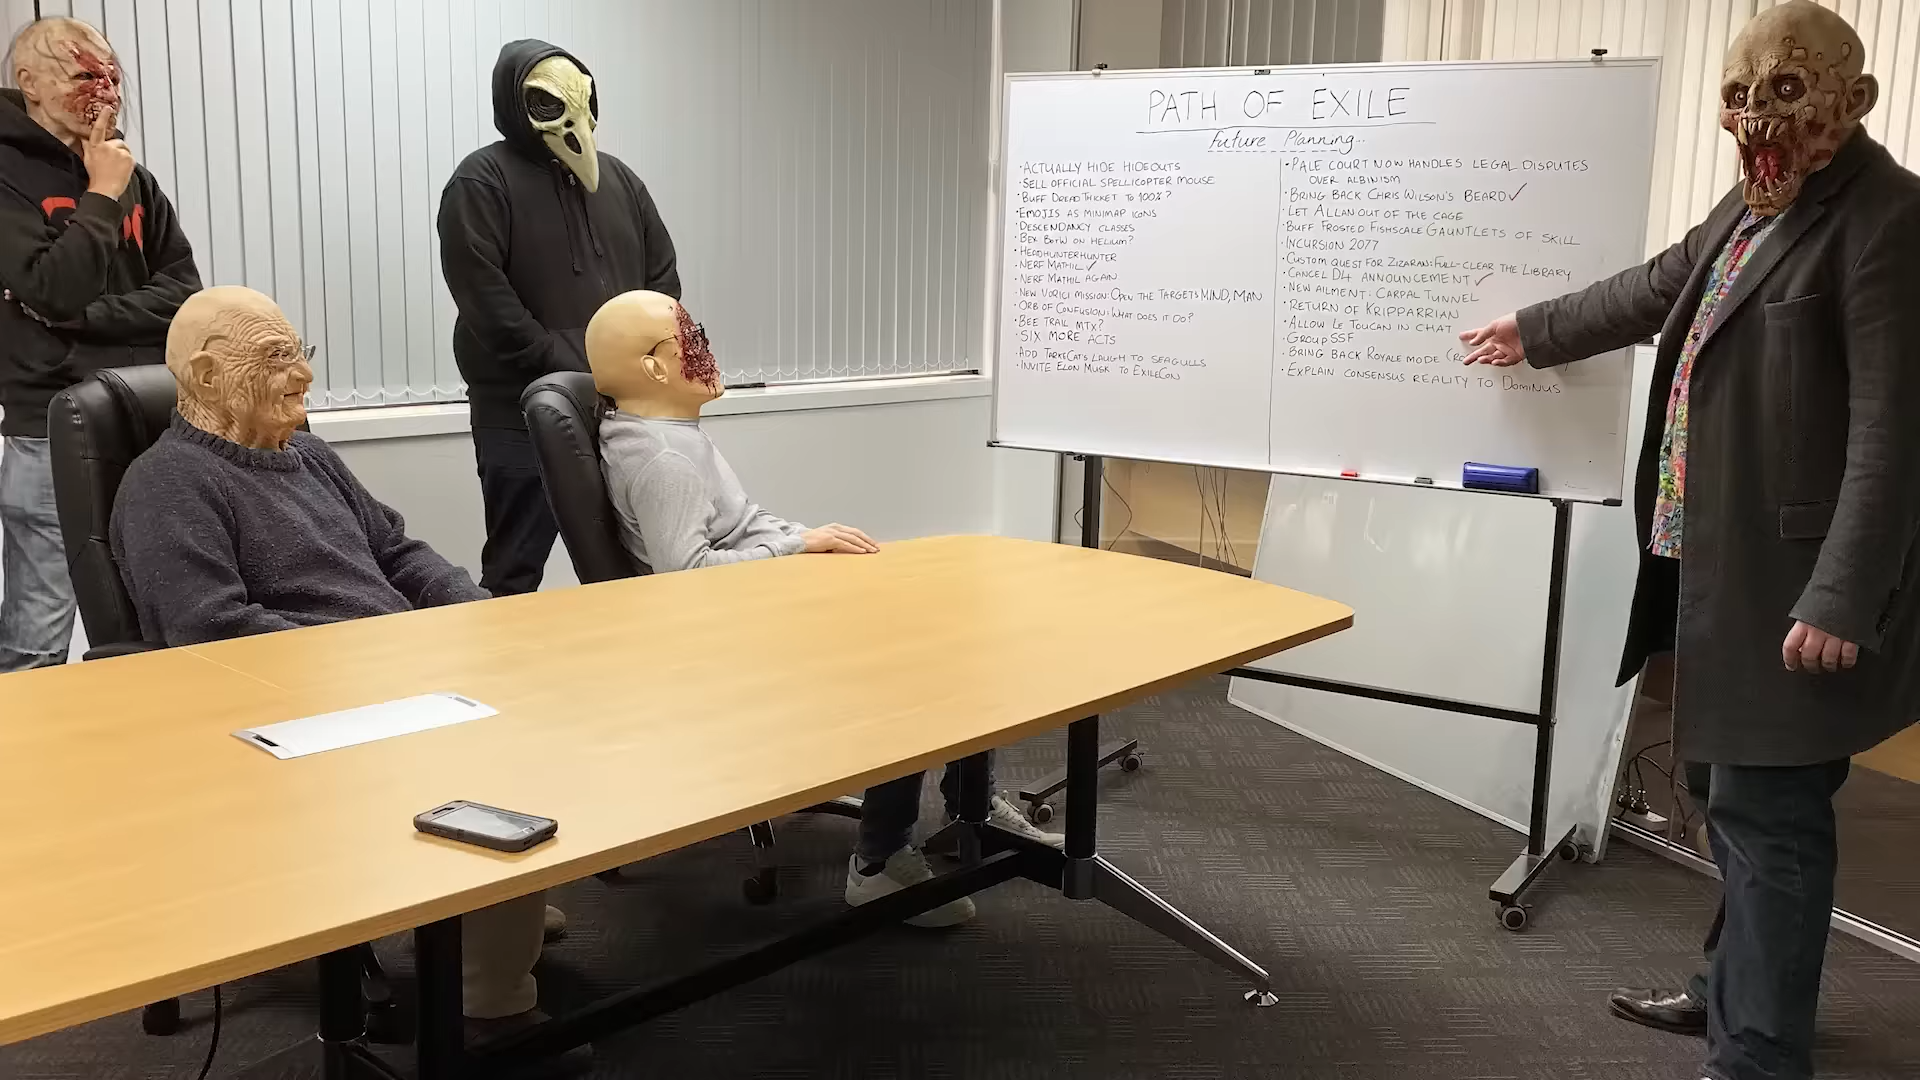 PATH OF EXILE
Future Planning...
• ACTUALLY HIDE HIDEOUTS
• SELL OFFICIAL SPELLICOPTER MOUSE
• BUFF DREAD THICKET TO 100%?
• EMOJIS AS MINIMAP ICONS
• DESCENDANCY CLASSES
• BEX BOTW ON HELIUM?
• HEADHUNTERHUNTER
• NERF MATHIL ✓
• NERF MATHIL AGAIN
• NEW VORICI MISSION: OPEN THE TARGETS MIND, MAN
• ORB OF CONFUSION: WHAT DOES IT DO?
• BEE TRAIL MTX?
• SIX MORE ACTS
• ADD TARKECAT'S LAUGH TO SEAGULLS
• INVITE ELON MUSK TO EXILECON
• PALE COURT NOW HANDLES LEGAL DISPUTES
OVER ALBINISM
• BRING BACK CHRIS WILSON'S BEARD ✓
• LET ALLAN OUT OF THE CAGE
• BUFF FROSTED FISHSCALE GAUNTLETS OF SKILL
• INCURSION 2077
• CUSTOM QUEST FOR ZIZARAN: FULL-CLEAR THE LIBRARY
• CANCEL D4 ANNOUNCEMENT ✓
• NEW AILMENT: CARPAL TUNNEL
• RETURN OF KRIPPARRIAN
• ALLOW LE TOUCAN IN CHAT
• GROUP SSF
• BRING BACK ROYALE MODE
• EXPLAIN CONSENSUS REALITY TO DOMINUS